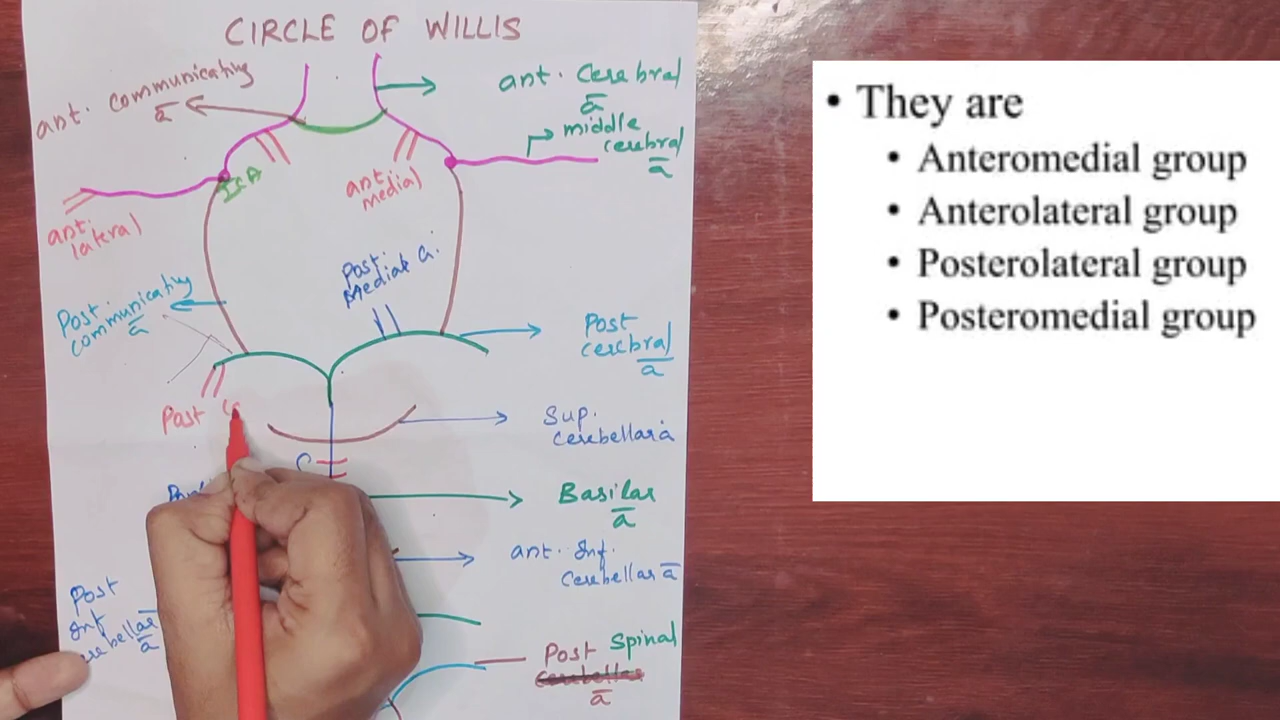 CIRCLE OF WILLIS
ant. communicating
a
ant. Cerebral
a
middle
cerebral
a
ICA
ant.
medial
ant.
lateral
Post.
Mediak a.
Post.
communicating
a
Post
cerebral
a
Post
Sup.
cerebellar a
Basilar
a
ant. Inf.
Cerebellar a
Post
Inf
cerebellar
a
Post Spinal
a
• They are
• Anteromedial group
• Anterolateral group
• Posterolateral group
• Posteromedial group